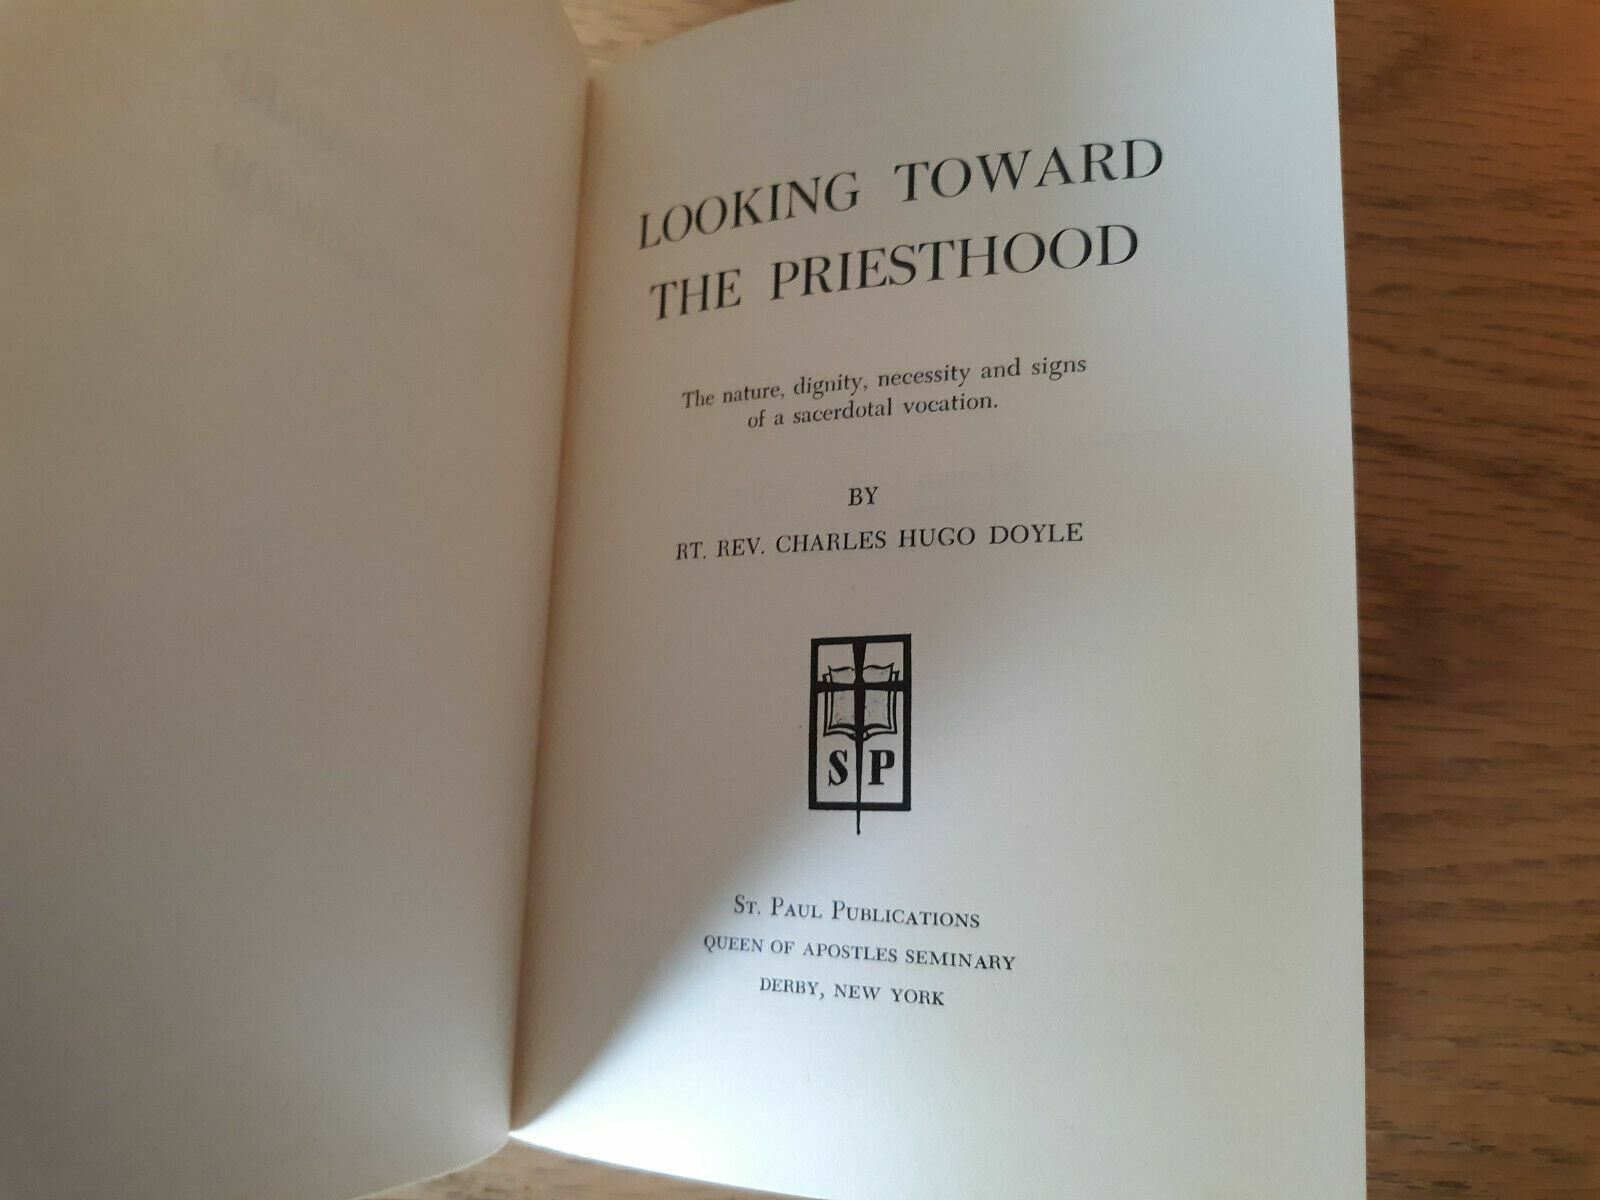 LOOKING TOWARD
THE PRIESTHOOD
The nature, dignity, necessity and signs
of a sacerdotal vocation.
BY
RT. REV. CHARLES HUGO DOYLE
S P
ST. PAUL PUBLICATIONS
QUEEN OF APOSTLES SEMINARY
DERBY, NEW YORK